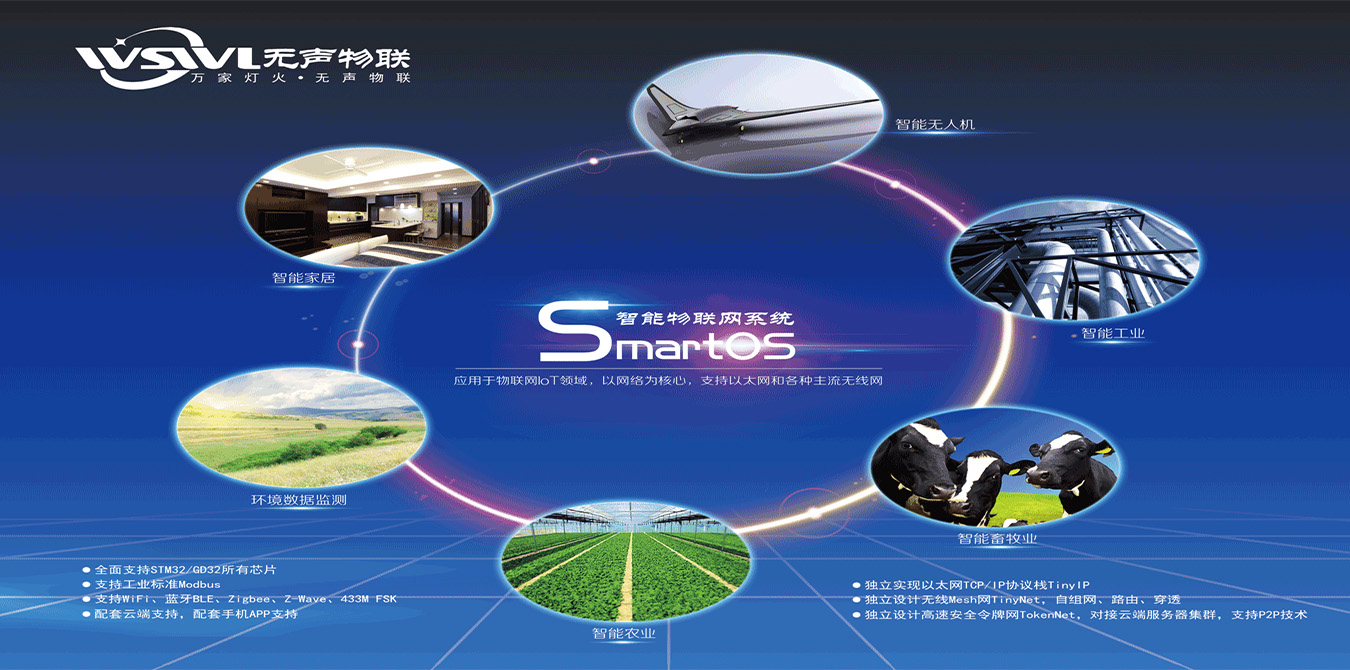 WSWL无声物联
万家灯火·无声物联
智能无人机
智能家居
智能工业
智能物联网系统
SmartOS
应用于物联网IoT领域，以网络为核心，支持以太网和各种主流无线网
环境数据监测
智能畜牧业
智能农业
● 全面支持STM32/GD32所有芯片
● 支持工业标准Modbus
● 支持WiFi、蓝牙BLE、Zigbee、Z-Wave、433M FSK
● 配套云端支持，配套手机APP支持
● 独立实现以太网TCP/IP协议栈TinyIP
● 独立设计无线Mesh网TinyNet，自组网、路由、穿透
● 独立设计高速安全令牌网TokenNet，对接云端服务器集群，支持P2P技术